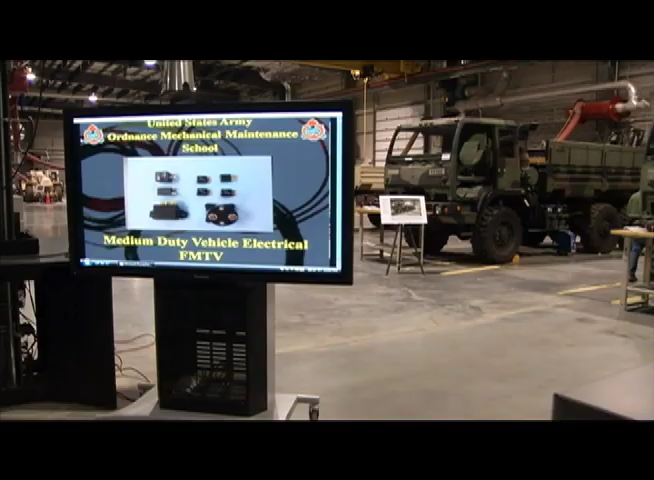 United States Army
Ordnance Mechanical Maintenance
School
Medium Duty Vehicle Electrical
FMTV